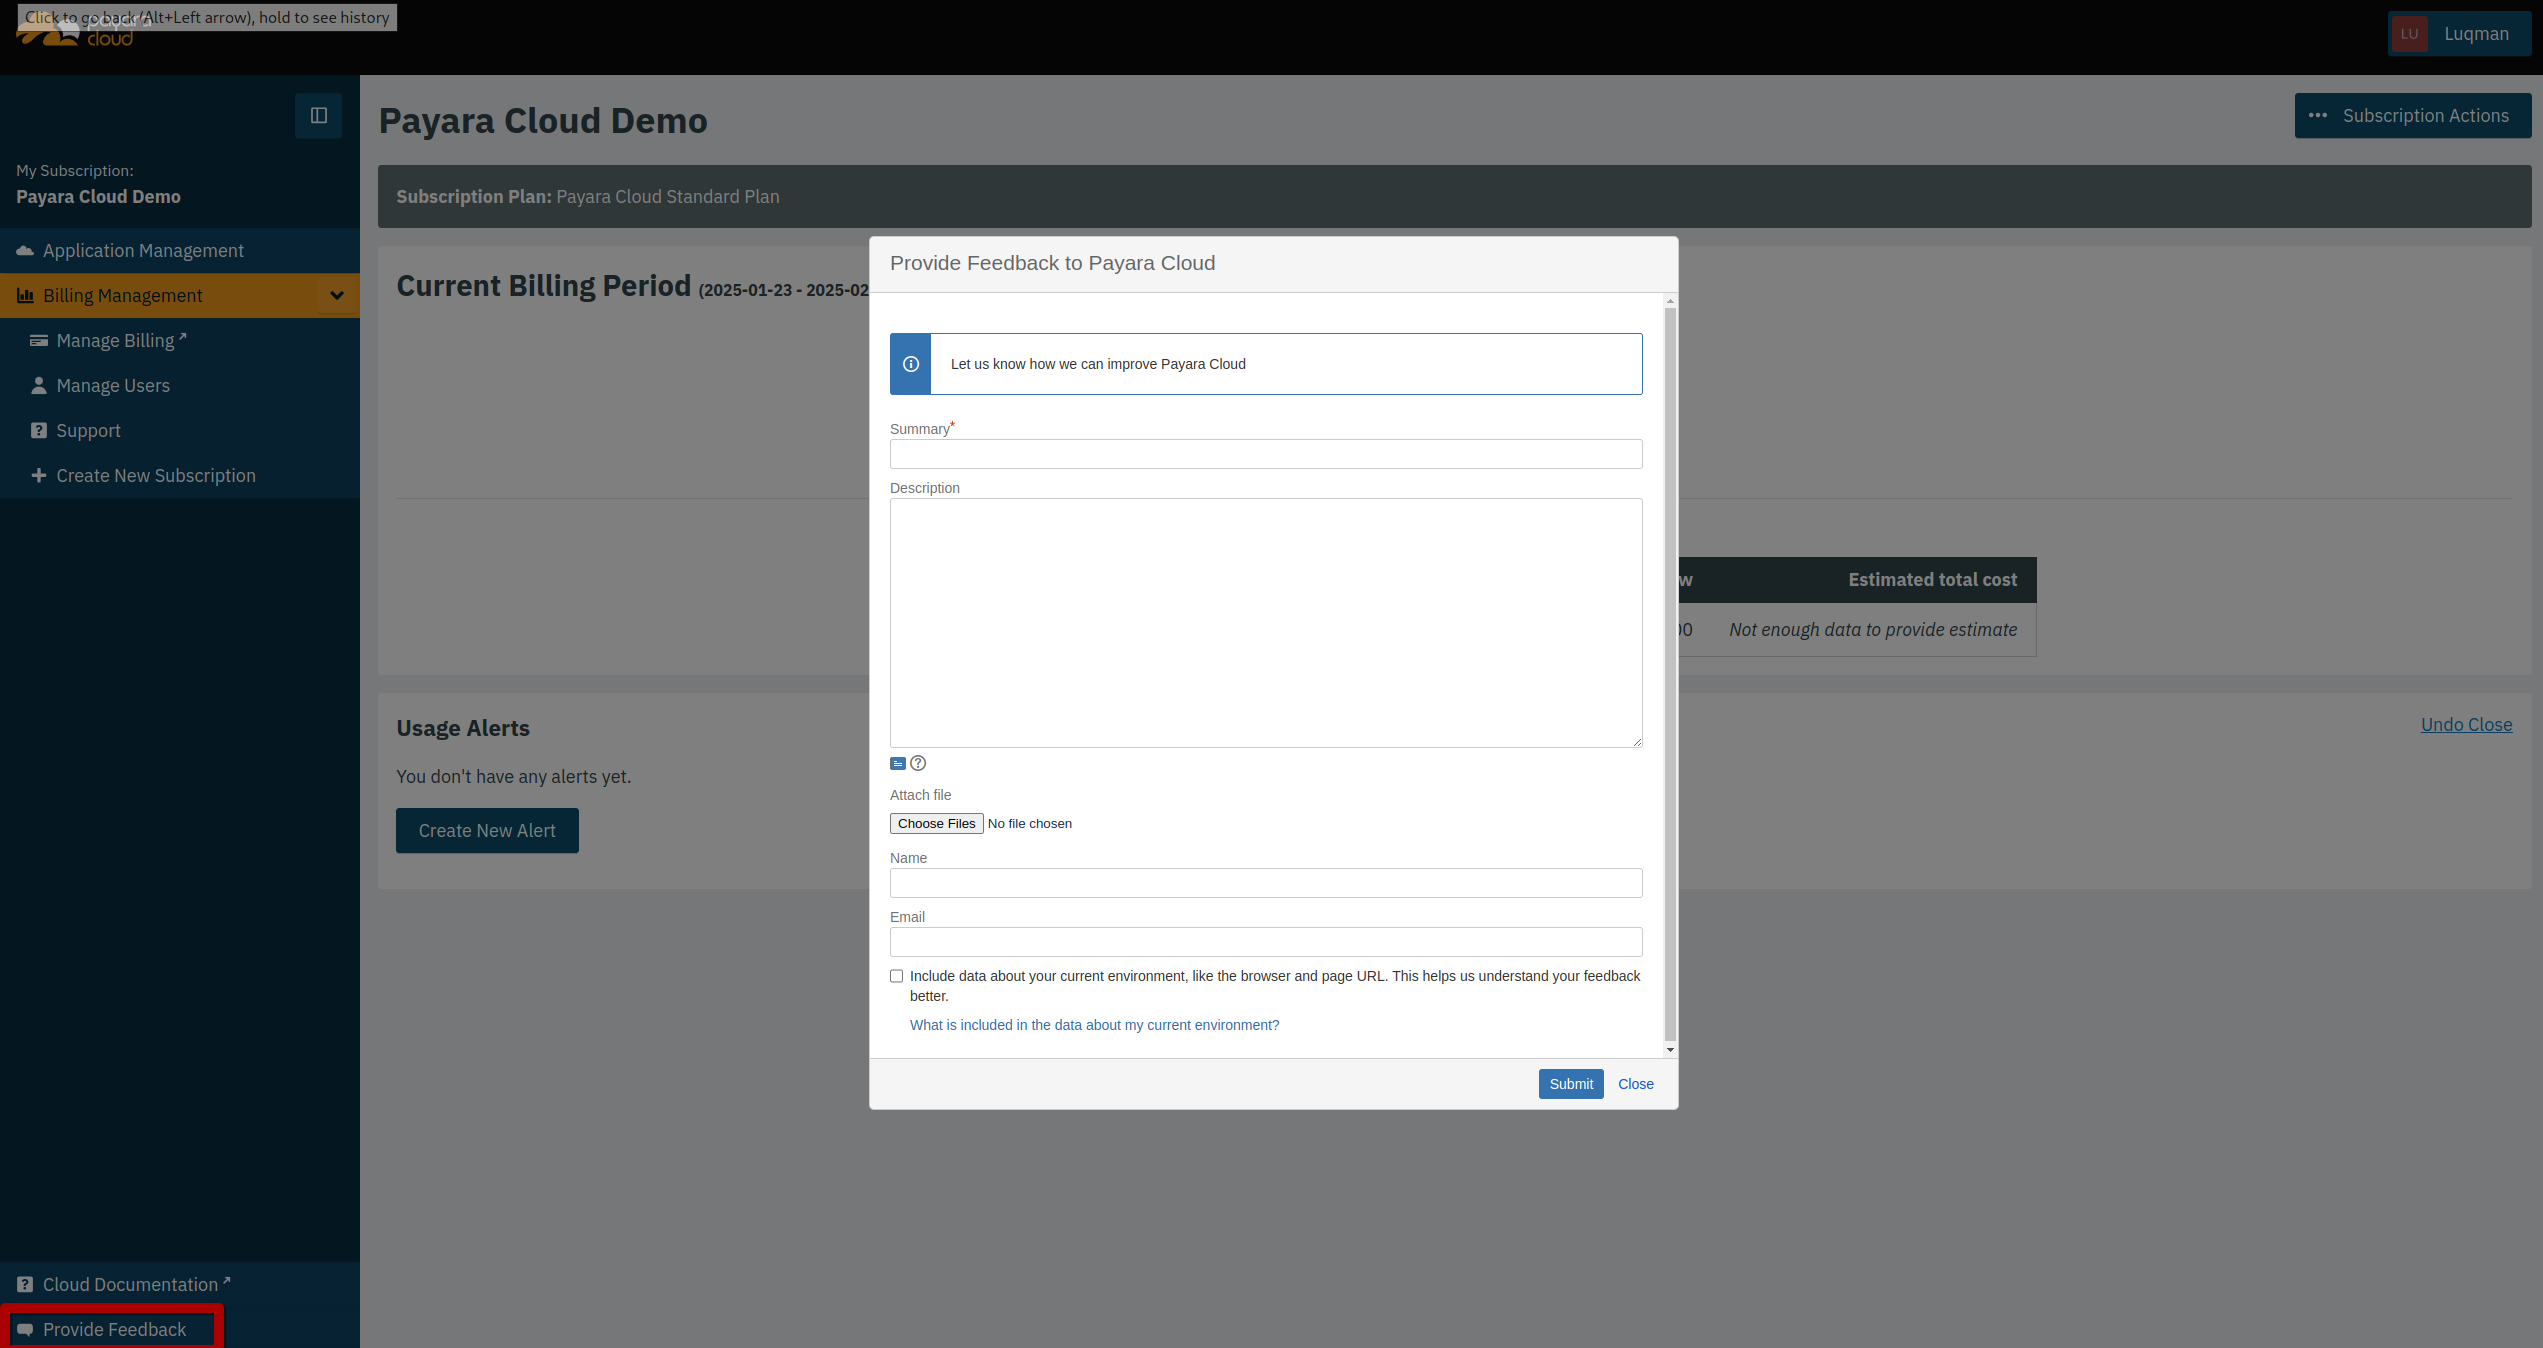 Click to go back (Alt+Left arrow), hold to see history
payara
cloud
LU
Luqman
My Subscription:
Payara Cloud Demo
Application Management
Billing Management
Manage Billing
Manage Users
Support
Create New Subscription
Cloud Documentation
Provide Feedback
Payara Cloud Demo
Subscription Actions
Subscription Plan: Payara Cloud Standard Plan
Current Billing Period (2025-01-23 - 2025-02
w
Estimated total cost
00
Not enough data to provide estimate
Usage Alerts
Undo Close
You don't have any alerts yet.
Create New Alert
Provide Feedback to Payara Cloud
Let us know how we can improve Payara Cloud
Summary*
Description
Attach file
Choose Files No file chosen
Name
Email
Include data about your current environment, like the browser and page URL. This helps us understand your feedback
better.
What is included in the data about my current environment?
Submit
Close